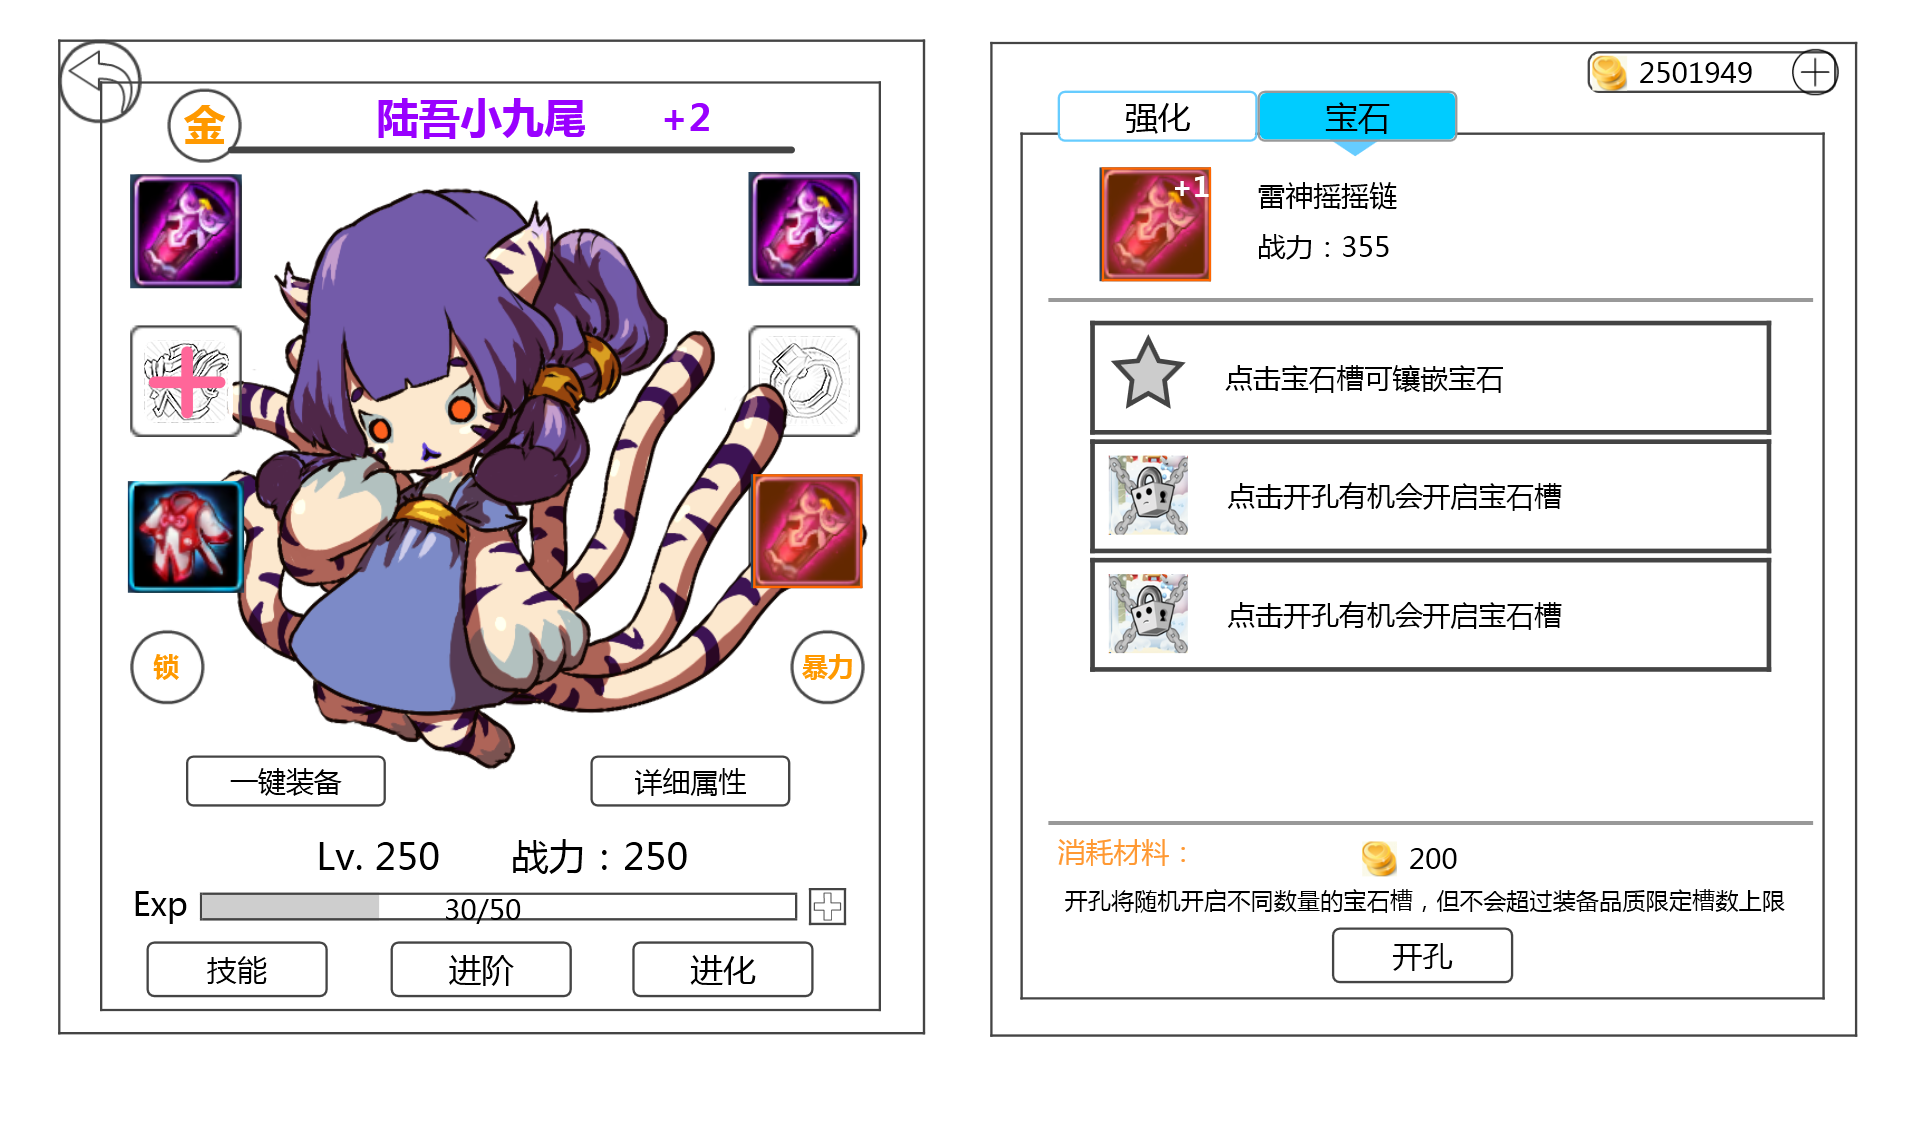 金
陆吾小九尾 +2
锁
暴力
一键装备
详细属性
Lv. 250 战力：250
Exp 30/50
技能
进阶
进化
2501949
强化
宝石
+1
雷神摇摇链
战力：355
点击宝石槽可镶嵌宝石
点击开孔有机会开启宝石槽
点击开孔有机会开启宝石槽
消耗材料： 200
开孔将随机开启不同数量的宝石槽，但不会超过装备品质限定槽数上限
开孔